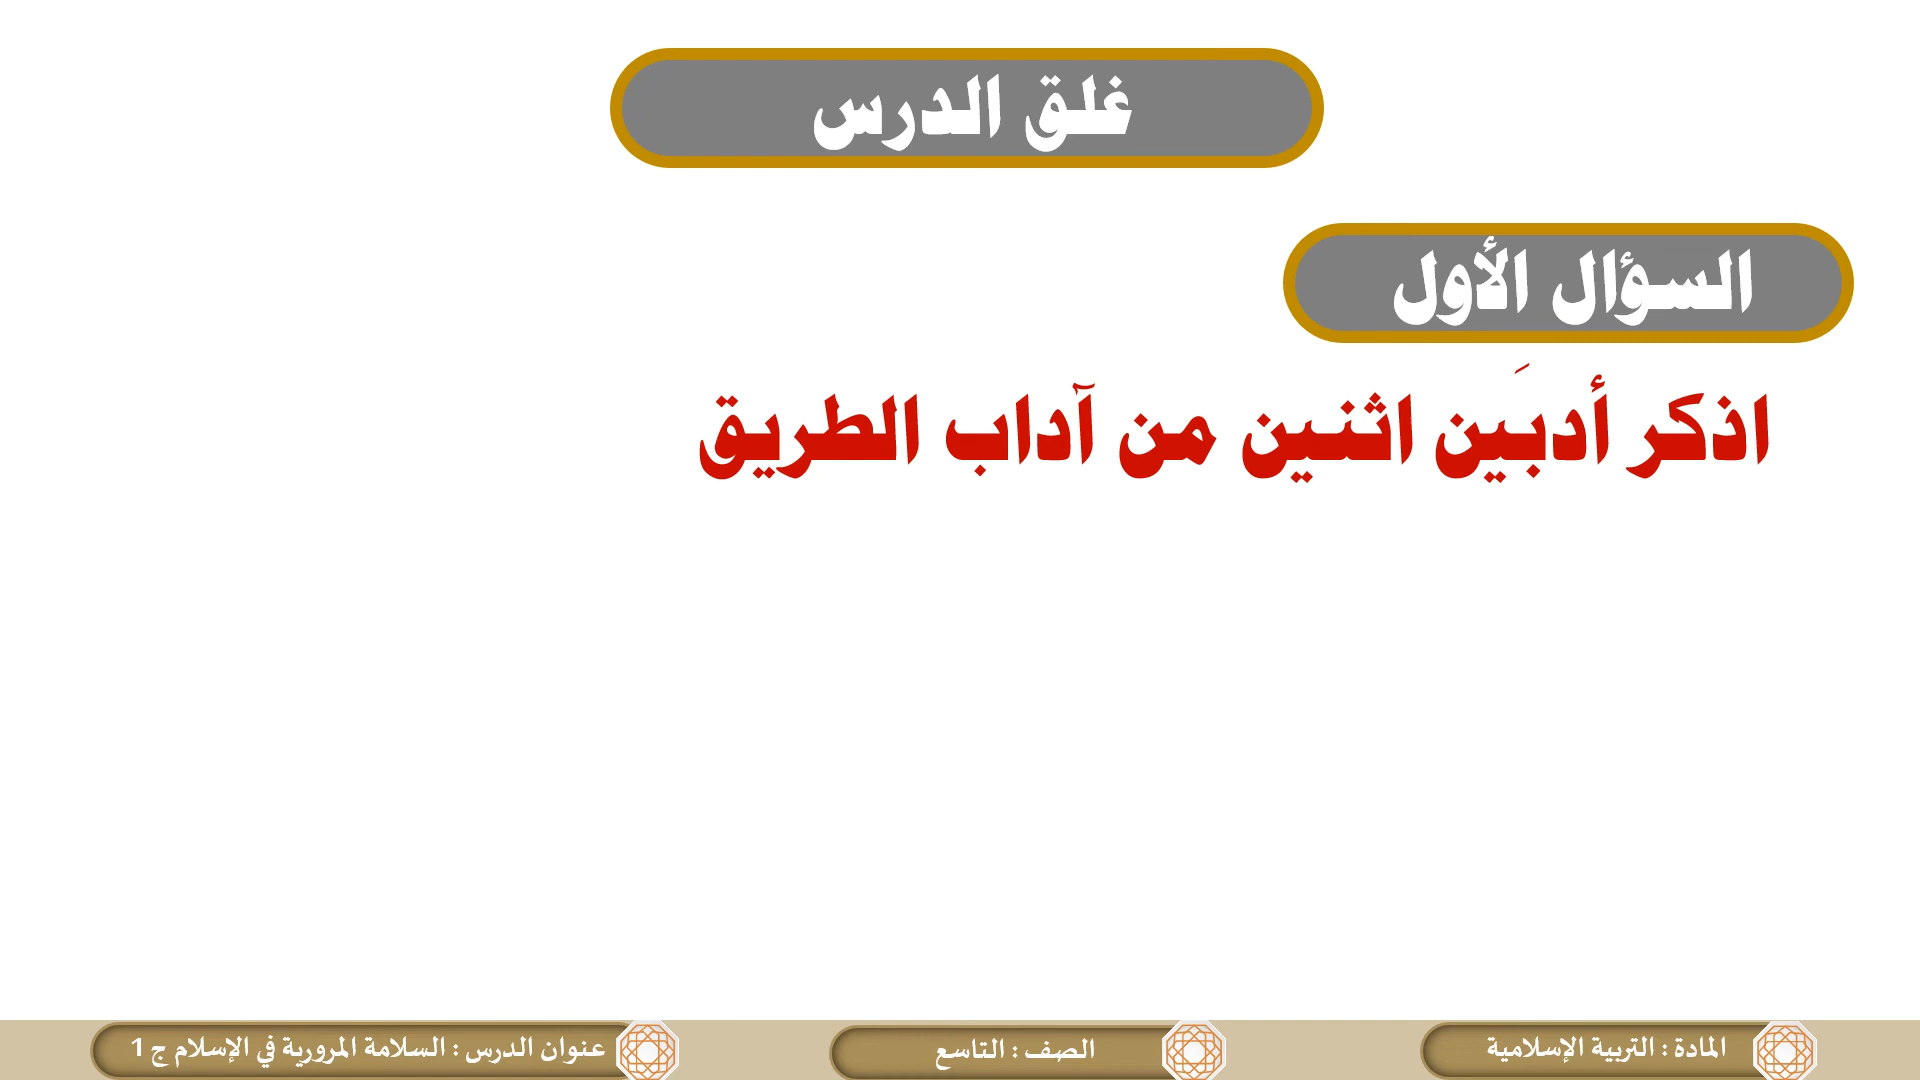 غلق الدرس
السؤال الأول
اذكر أدبَين اثنين من آداب الطريق
المادة : التربية الإسلامية
الصف : التاسع
عنوان الدرس : السلامة المرورية في الإسلام ج 1